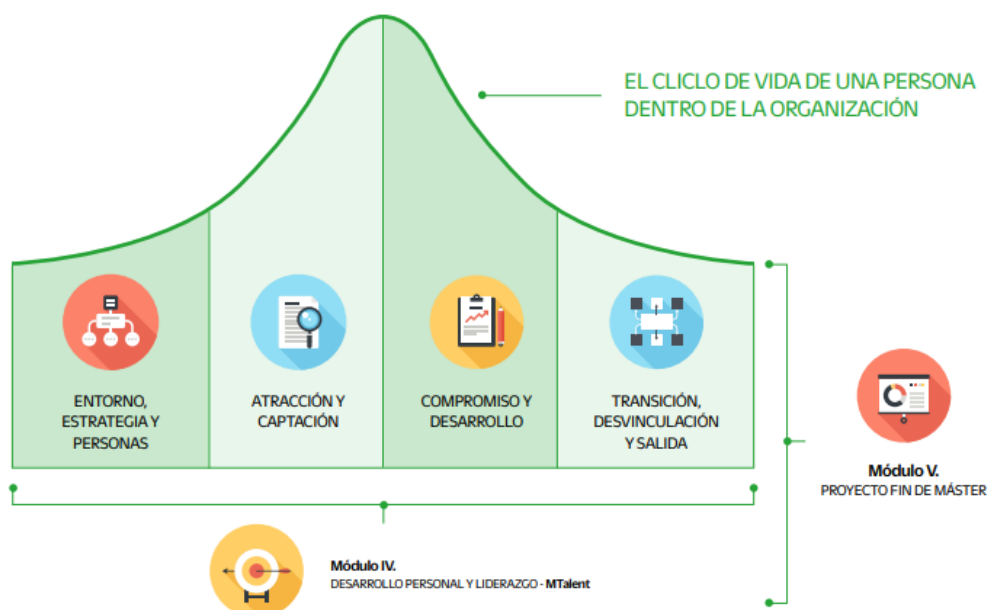 EL CLICLO DE VIDA DE UNA PERSONA
DENTRO DE LA ORGANIZACIÓN
ENTORNO,
ESTRATEGIA Y
PERSONAS
ATRACCIÓN Y
CAPTACIÓN
COMPROMISO Y
DESARROLLO
TRANSICIÓN,
DESVINCULACIÓN
Y SALIDA
Módulo V.
PROYECTO FIN DE MÁSTER
Módulo IV.
DESARROLLO PERSONAL Y LIDERAZGO - MTalent